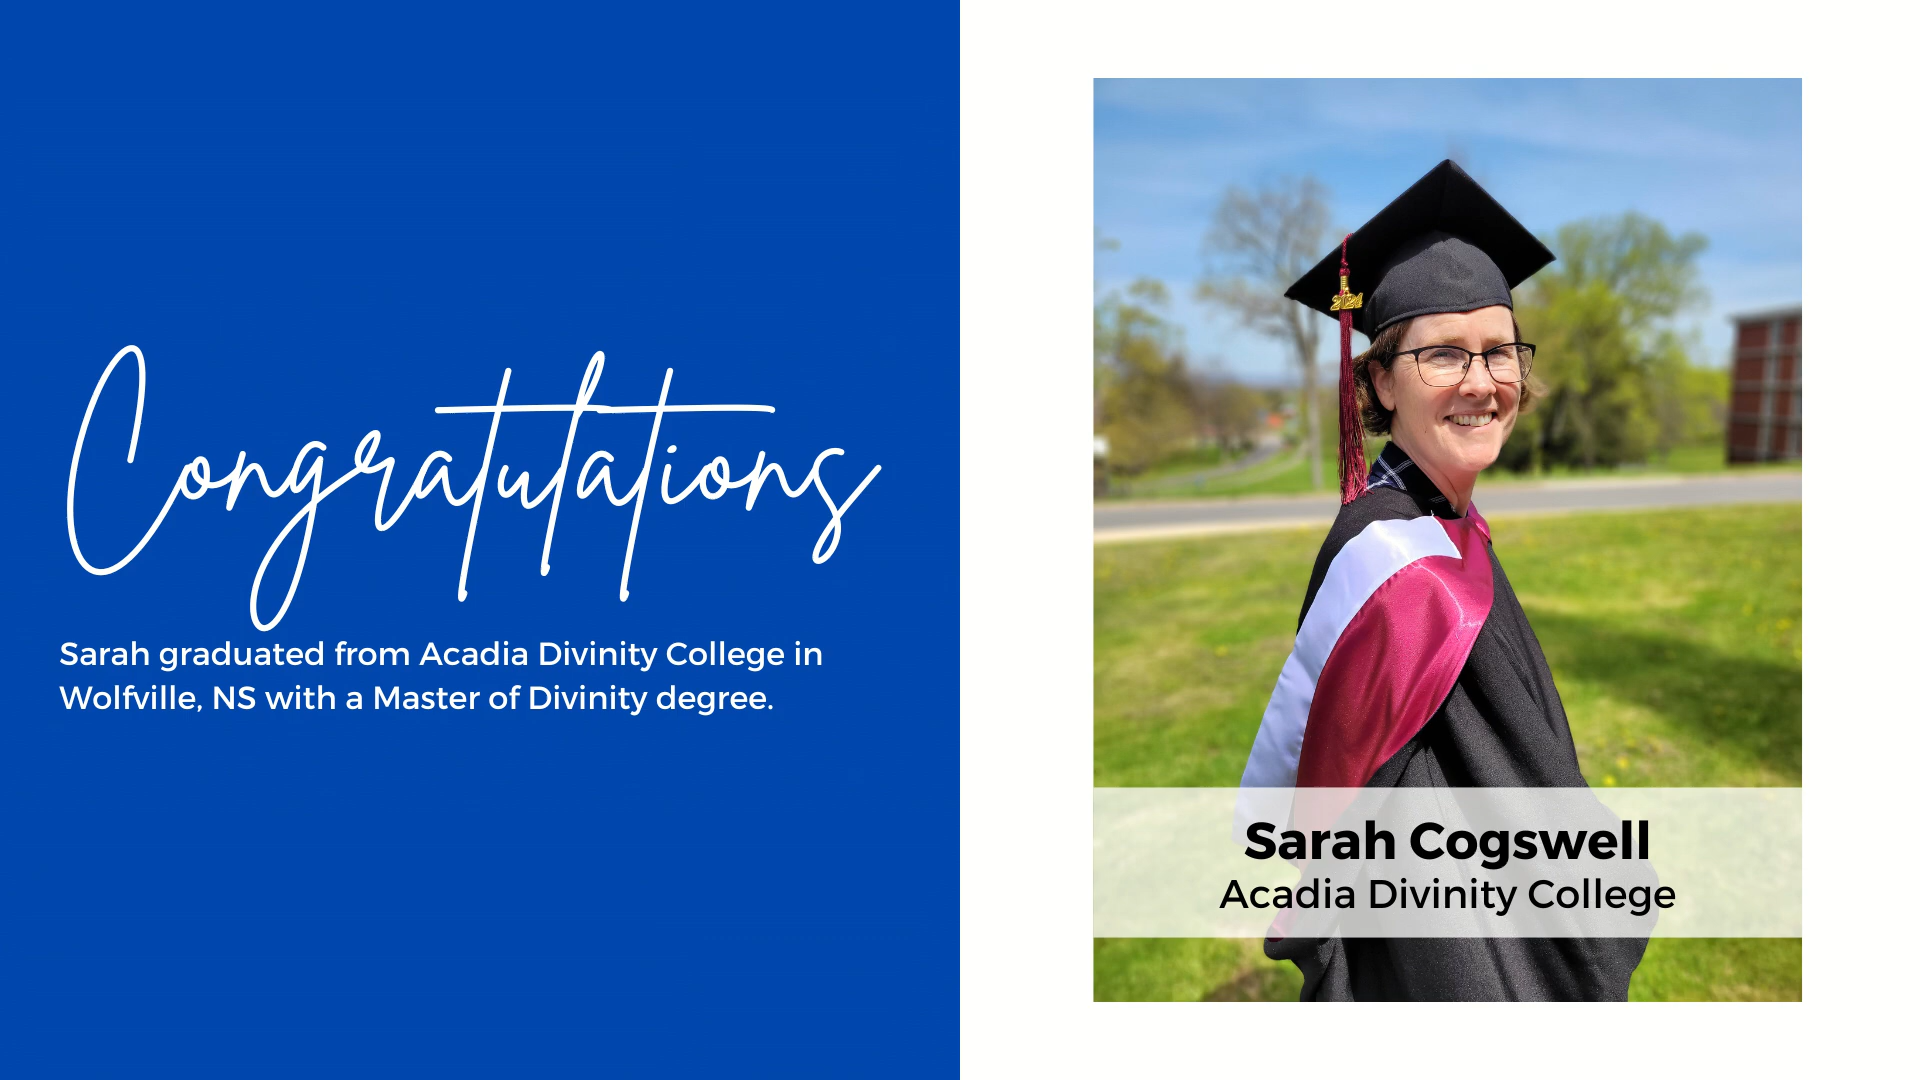 Congratulations
Sarah graduated from Acadia Divinity College in
Wolfville, NS with a Master of Divinity degree.
2024
Sarah Cogswell
Acadia Divinity College